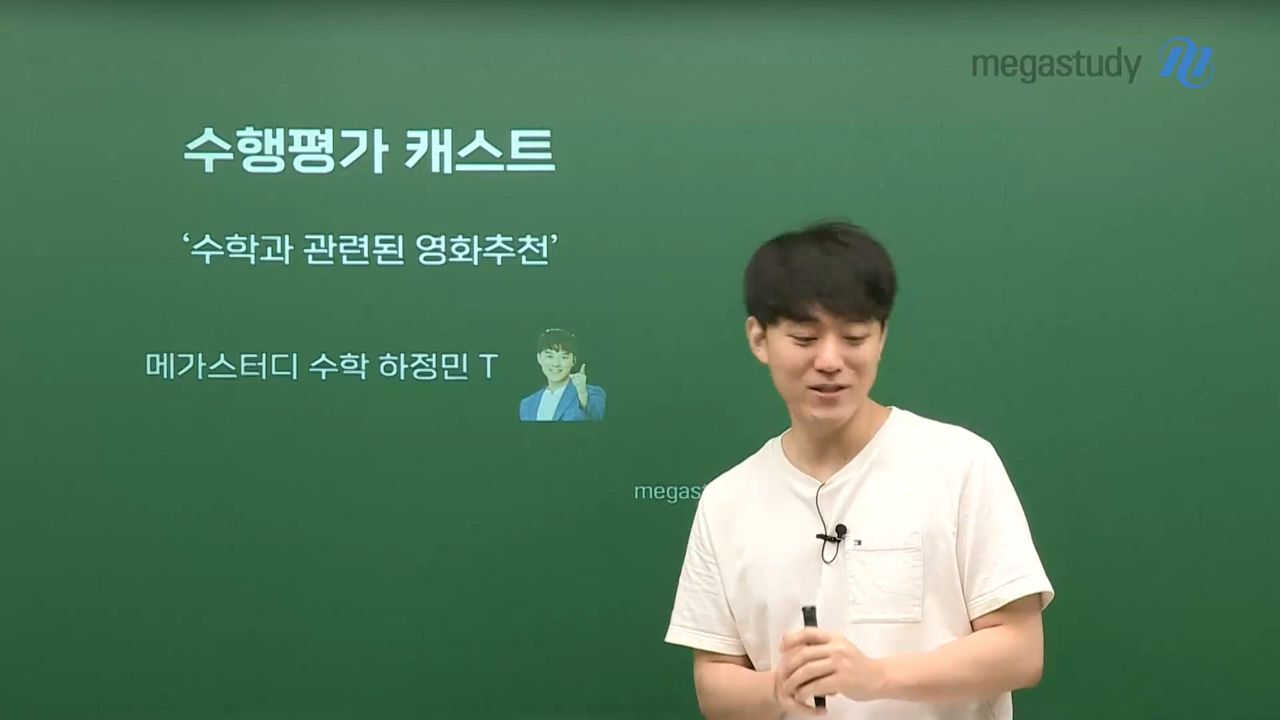 megastudy
수행평가 캐스트
‘수학과 관련된 영화추천’
메가스터디 수학 하정민 T
megast